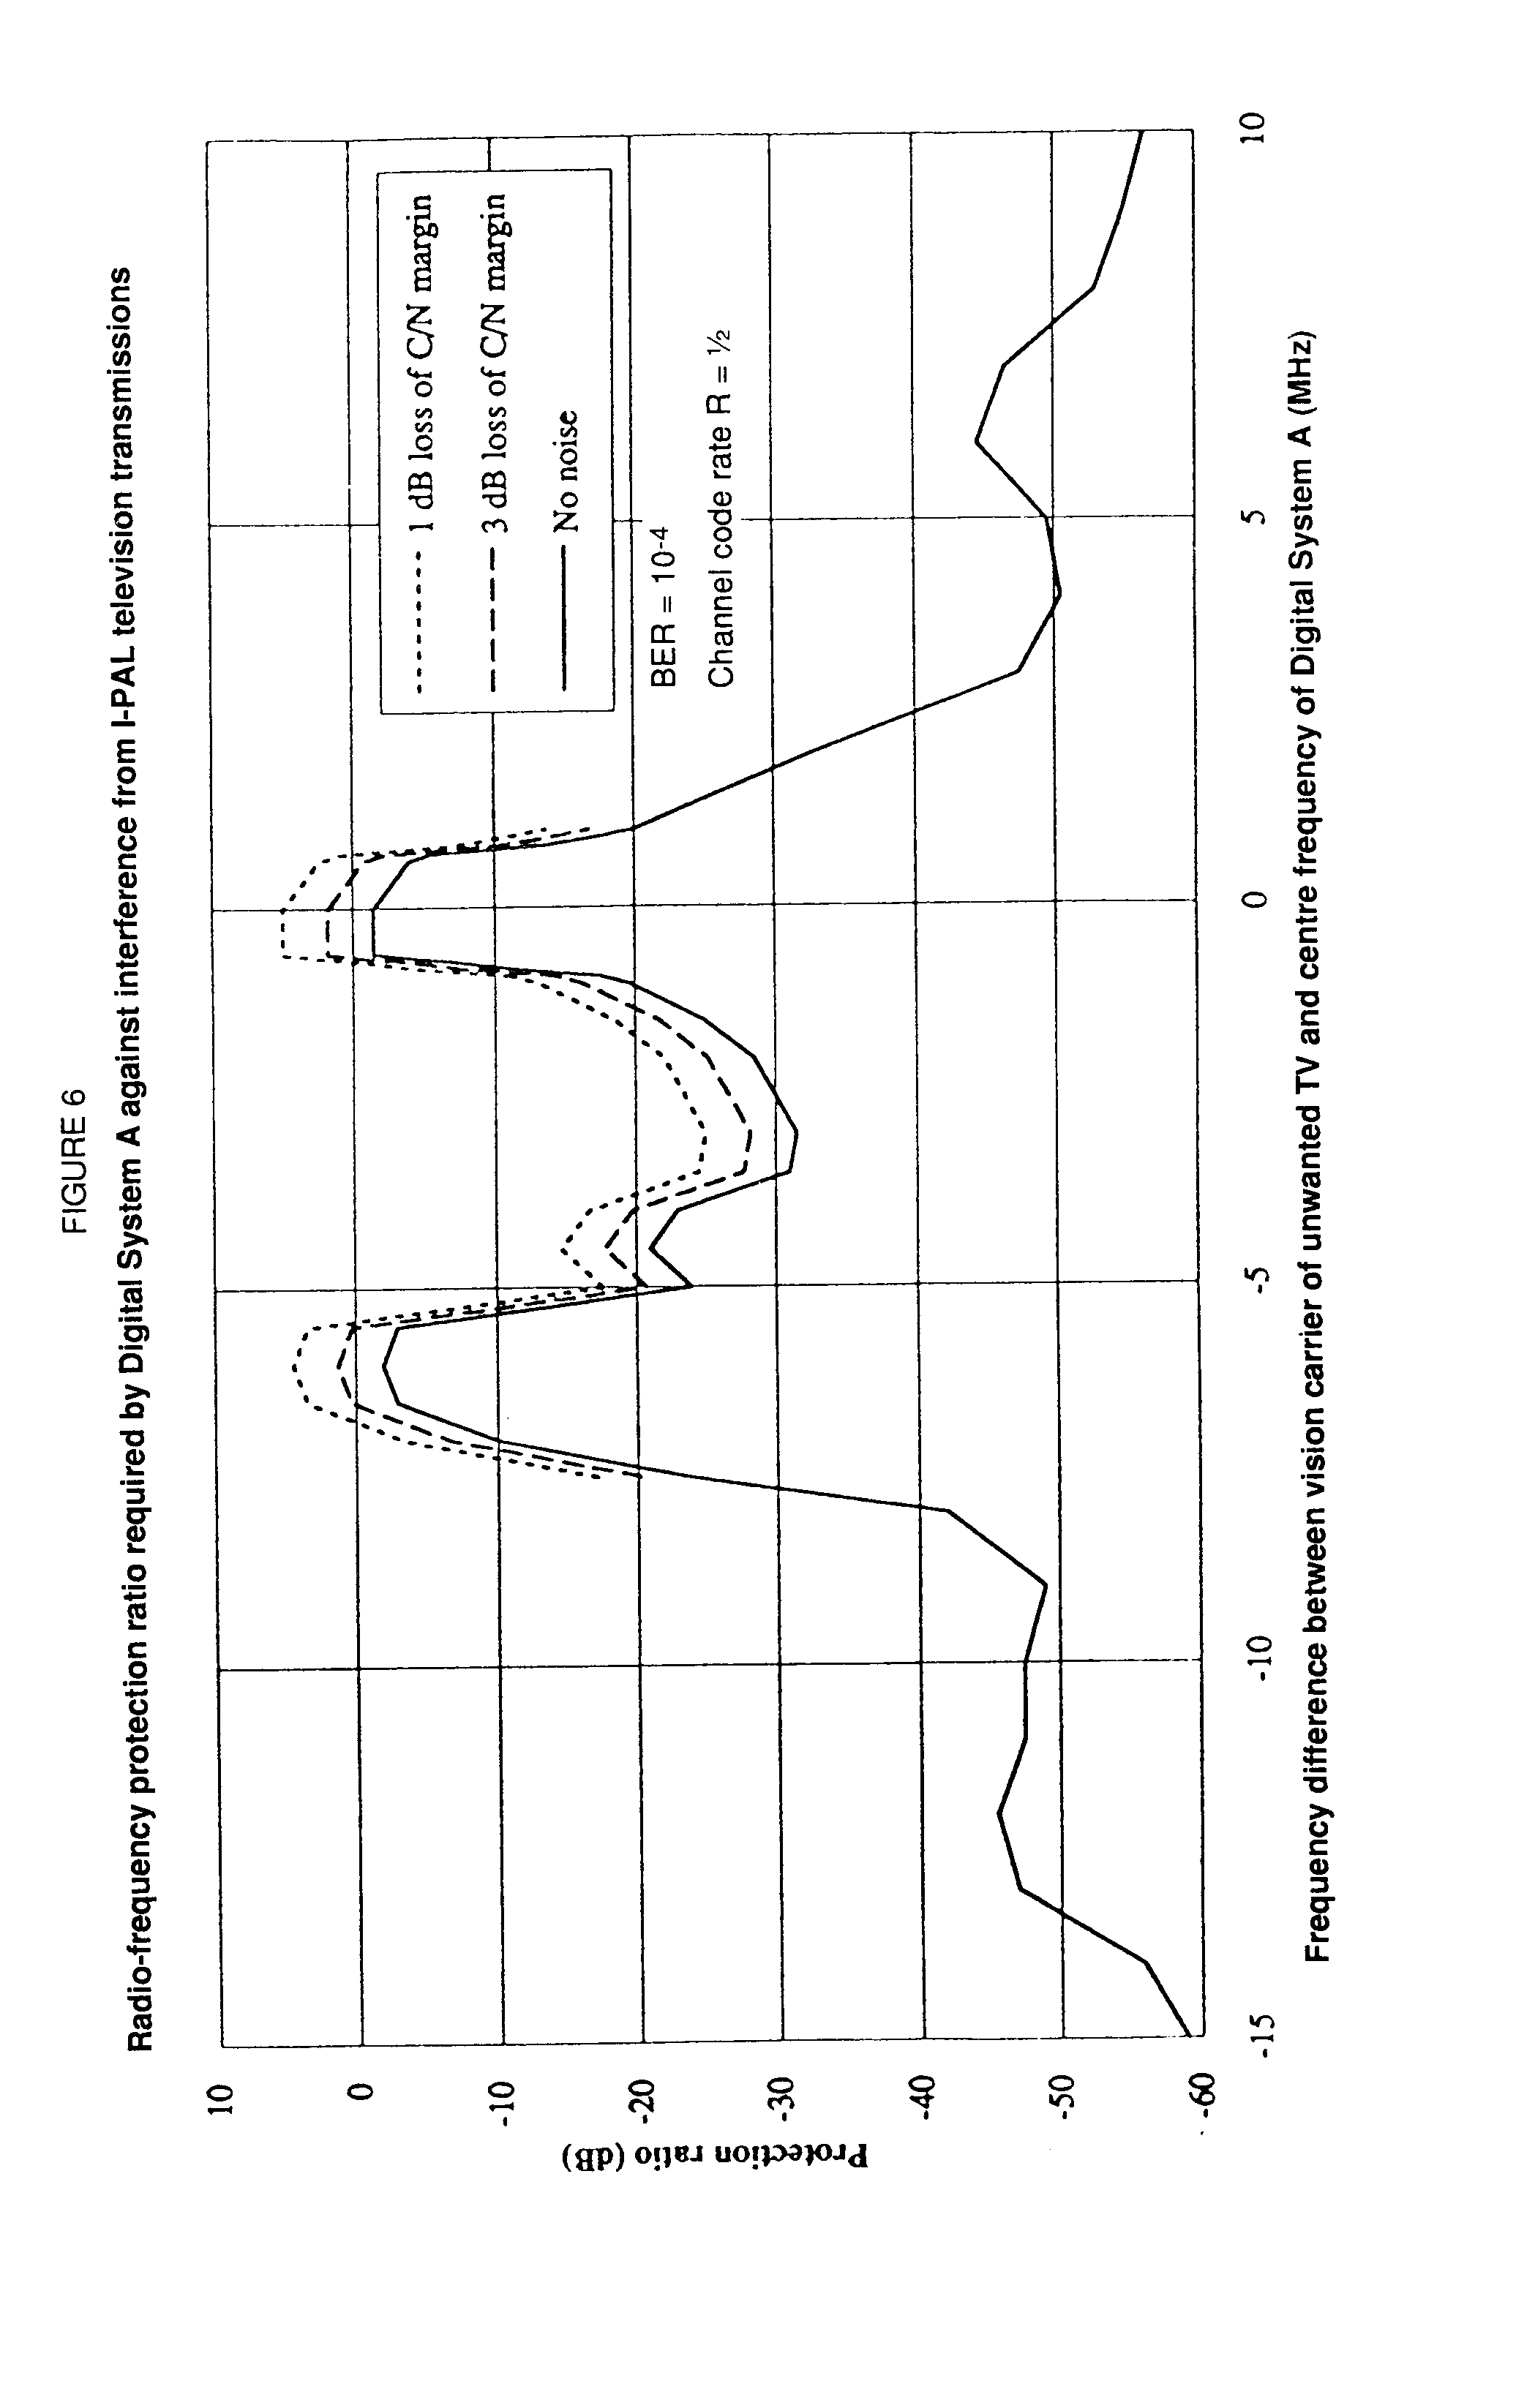 FIGURE 6
Radio-frequency protection ratio required by Digital System A against interference from I-PAL television transmissions
10
0
-10
-20
-30
-40
-50
-60
Protection ratio (dB)
1 dB loss of C/N margin
3 dB loss of C/N margin
No noise
BER = 10-4
Channel code rate R = ½
-15
-10
-5
0
5
10
Frequency difference between vision carrier of unwanted TV and centre frequency of Digital System A (MHz)